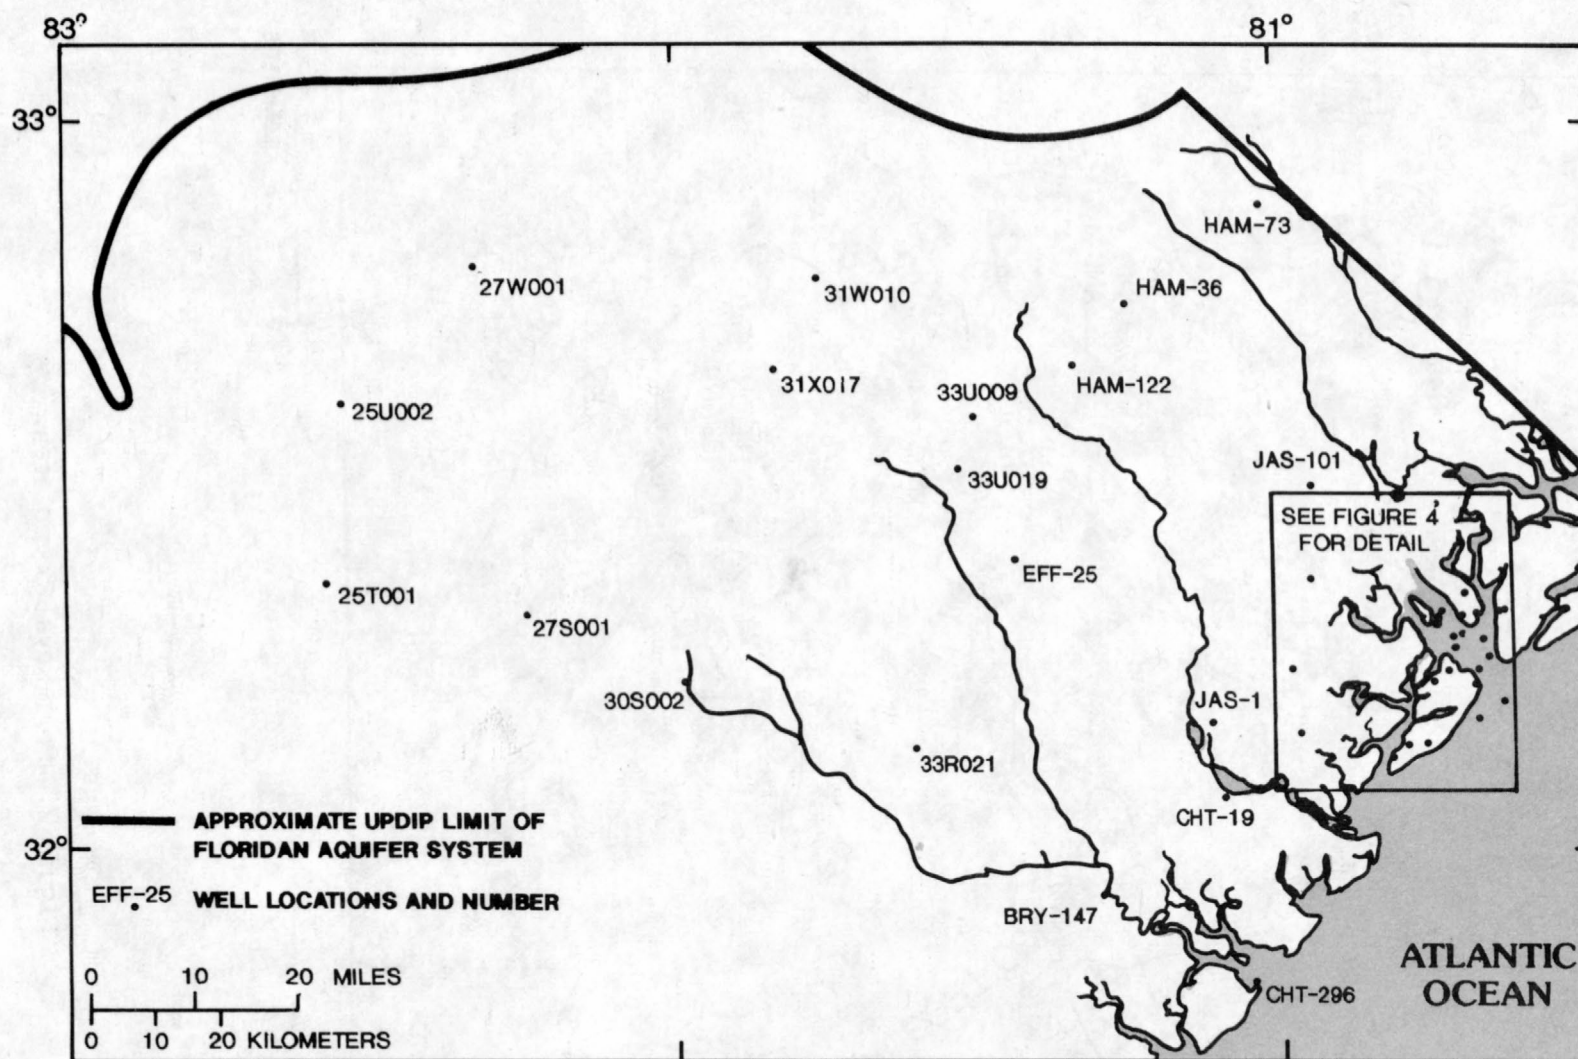 83°
81°
33°
HAM-73
27W001
31W010
HAM-36
31X017
HAM-122
33U009
25U002
JAS-101
33U019
SEE FIGURE 4
FOR DETAIL
EFF-25
25T001
27S001
30S002
JAS-1
33R021
CHT-19
32°
APPROXIMATE UPDIP LIMIT OF
FLORIDAN AQUIFER SYSTEM
EFF-25
WELL LOCATIONS AND NUMBER
BRY-147
ATLANTIC
OCEAN
0 10 20 MILES
CHT-296
0 10 20 KILOMETERS